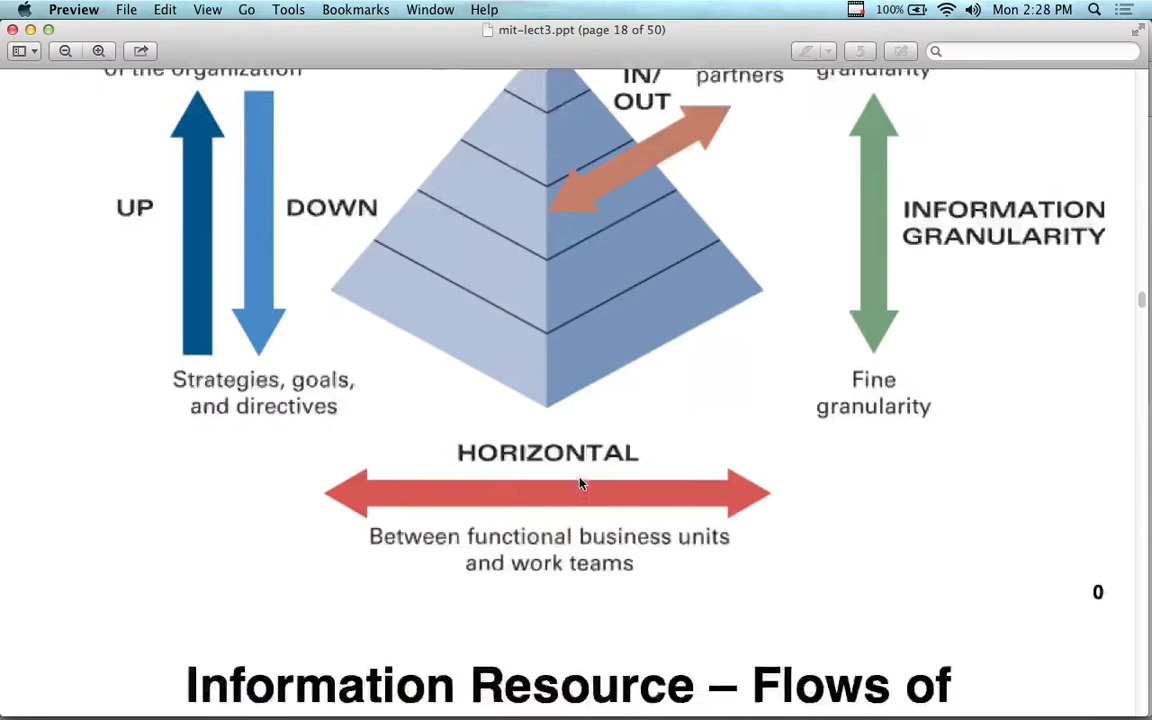 Preview File Edit View Go Tools Bookmarks Window Help 100% Mon 2:28 PM
mit-lect3.ppt (page 18 of 50)
of the organization
IN/
OUT
partners
granularity
UP
DOWN
INFORMATION
GRANULARITY
Strategies, goals,
and directives
Fine
granularity
HORIZONTAL
Between functional business units
and work teams
0
Information Resource – Flows of